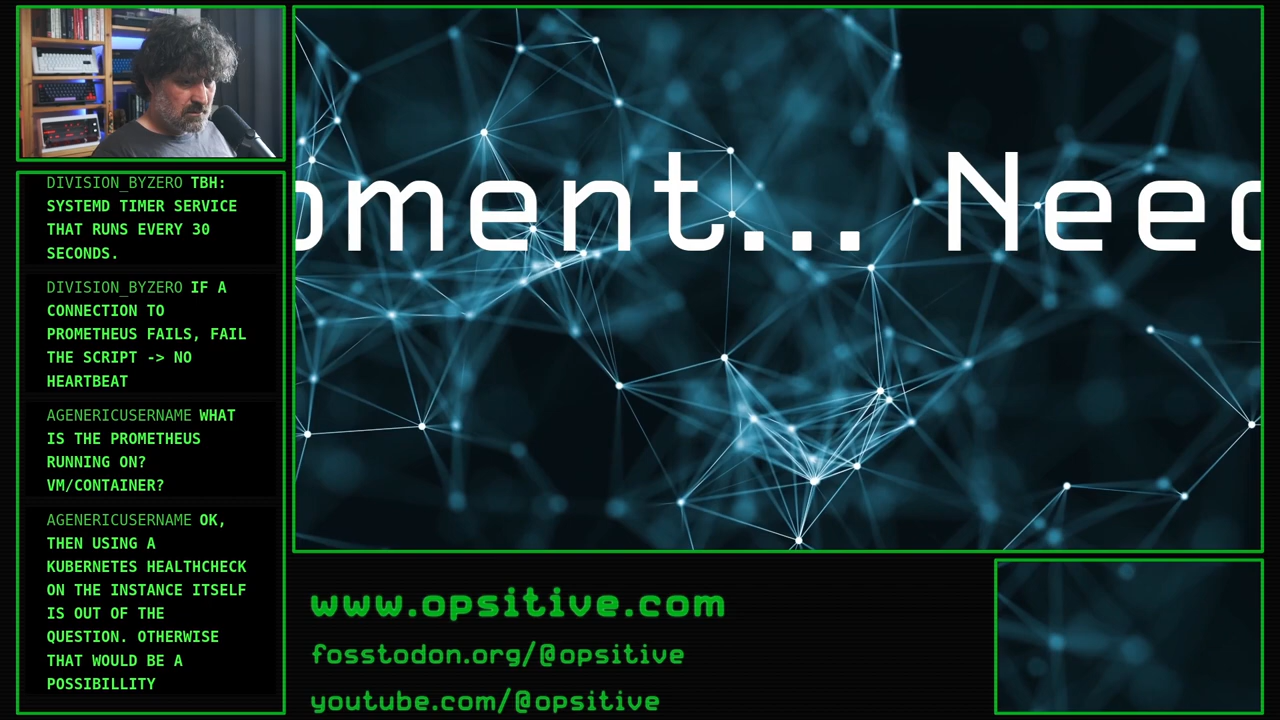 DIVISION_BYZERO TBH:
SYSTEMD TIMER SERVICE
THAT RUNS EVERY 30
SECONDS.
DIVISION_BYZERO IF A
CONNECTION TO
PROMETHEUS FAILS, FAIL
THE SCRIPT -> NO
HEARTBEAT
AGENERICUSERNAME WHAT
IS THE PROMETHEUS
RUNNING ON?
VM/CONTAINER?
AGENERICUSERNAME OK,
THEN USING A
KUBERNETES HEALTHCHECK
ON THE INSTANCE ITSELF
IS OUT OF THE
QUESTION. OTHERWISE
THAT WOULD BE A
POSSIBILLITY
oment... Need
www.opsitive.com
fosstodon.org/@opsitive
youtube.com/@opsitive